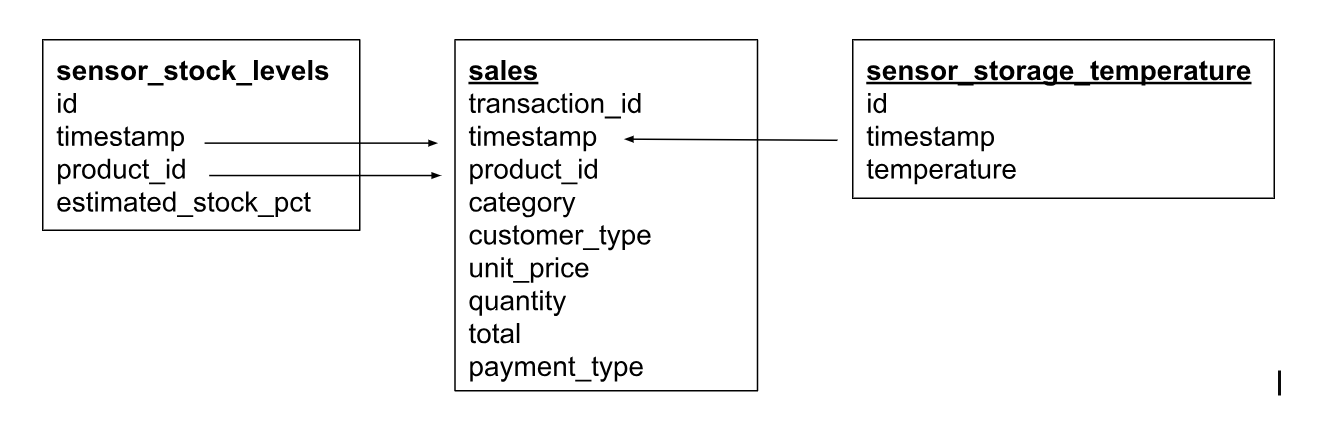 sensor_stock_levels
id
timestamp
product_id
estimated_stock_pct
sales
transaction_id
timestamp
product_id
category
customer_type
unit_price
quantity
total
payment_type
sensor_storage_temperature
id
timestamp
temperature